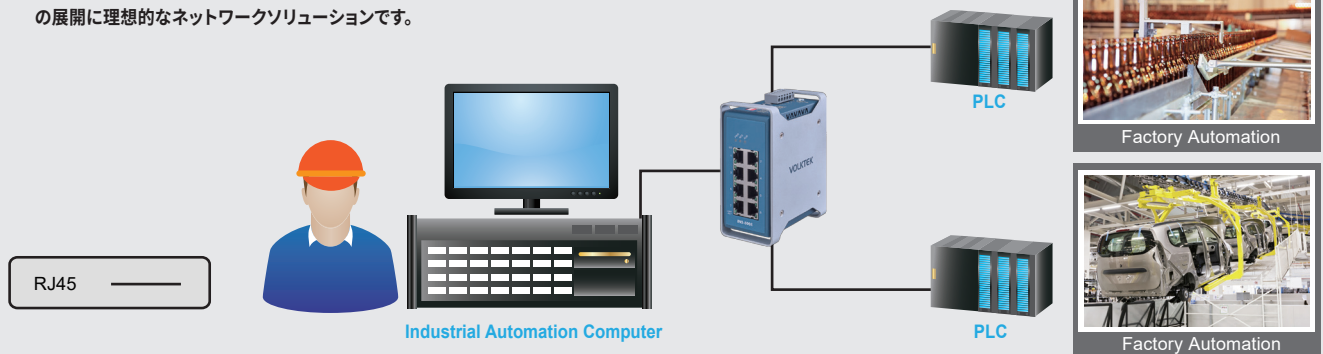 の展開に理想的なネットワークソリューションです。
PLC
Factory Automation
VOLKTEK
RJ45
Industrial Automation Computer
PLC
Factory Automation